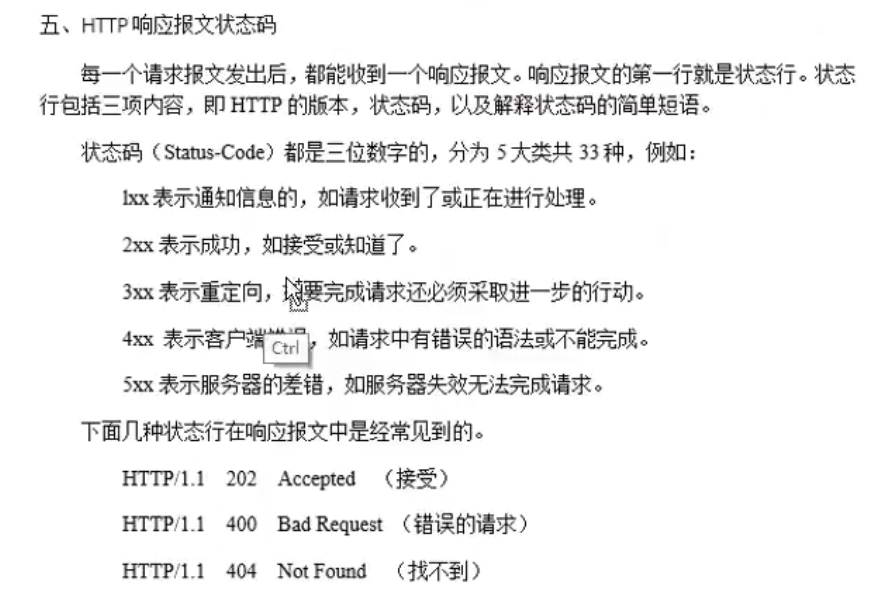 五、HTTP响应报文状态码
每一个请求报文发出后，都能收到一个响应报文。响应报文的第一行就是状态行。状态
行包括三项内容，即 HTTP 的版本，状态码，以及解释状态码的简单短语。
状态码（Status-Code）都是三位数字的，分为 5大类共 33种，例如：
1xx表示通知信息的，如请求收到了或正在进行处理。
2xx 表示成功，如接受或知道了。
3xx 表示重定向，要完成请求还必须采取进一步的行动。
4xx 表示客户端，如请求中有错误的语法或不能完成。
Ctrl
5xx 表示服务器的差错，如服务器失效无法完成请求。
下面几种状态行在响应报文中是经常见到的。
HTTP/1.1 202 Accepted （接受）
HTTP/1.1 400 Bad Request （错误的请求）
HTTP/1.1 404 Not Found （找不到）